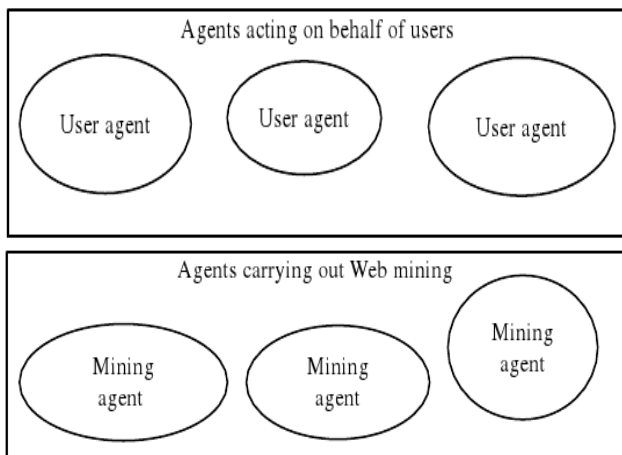 Agents acting on behalf of users
User agent
User agent
User agent
Agents carrying out Web mining
Mining
agent
Mining
agent
Mining
agent